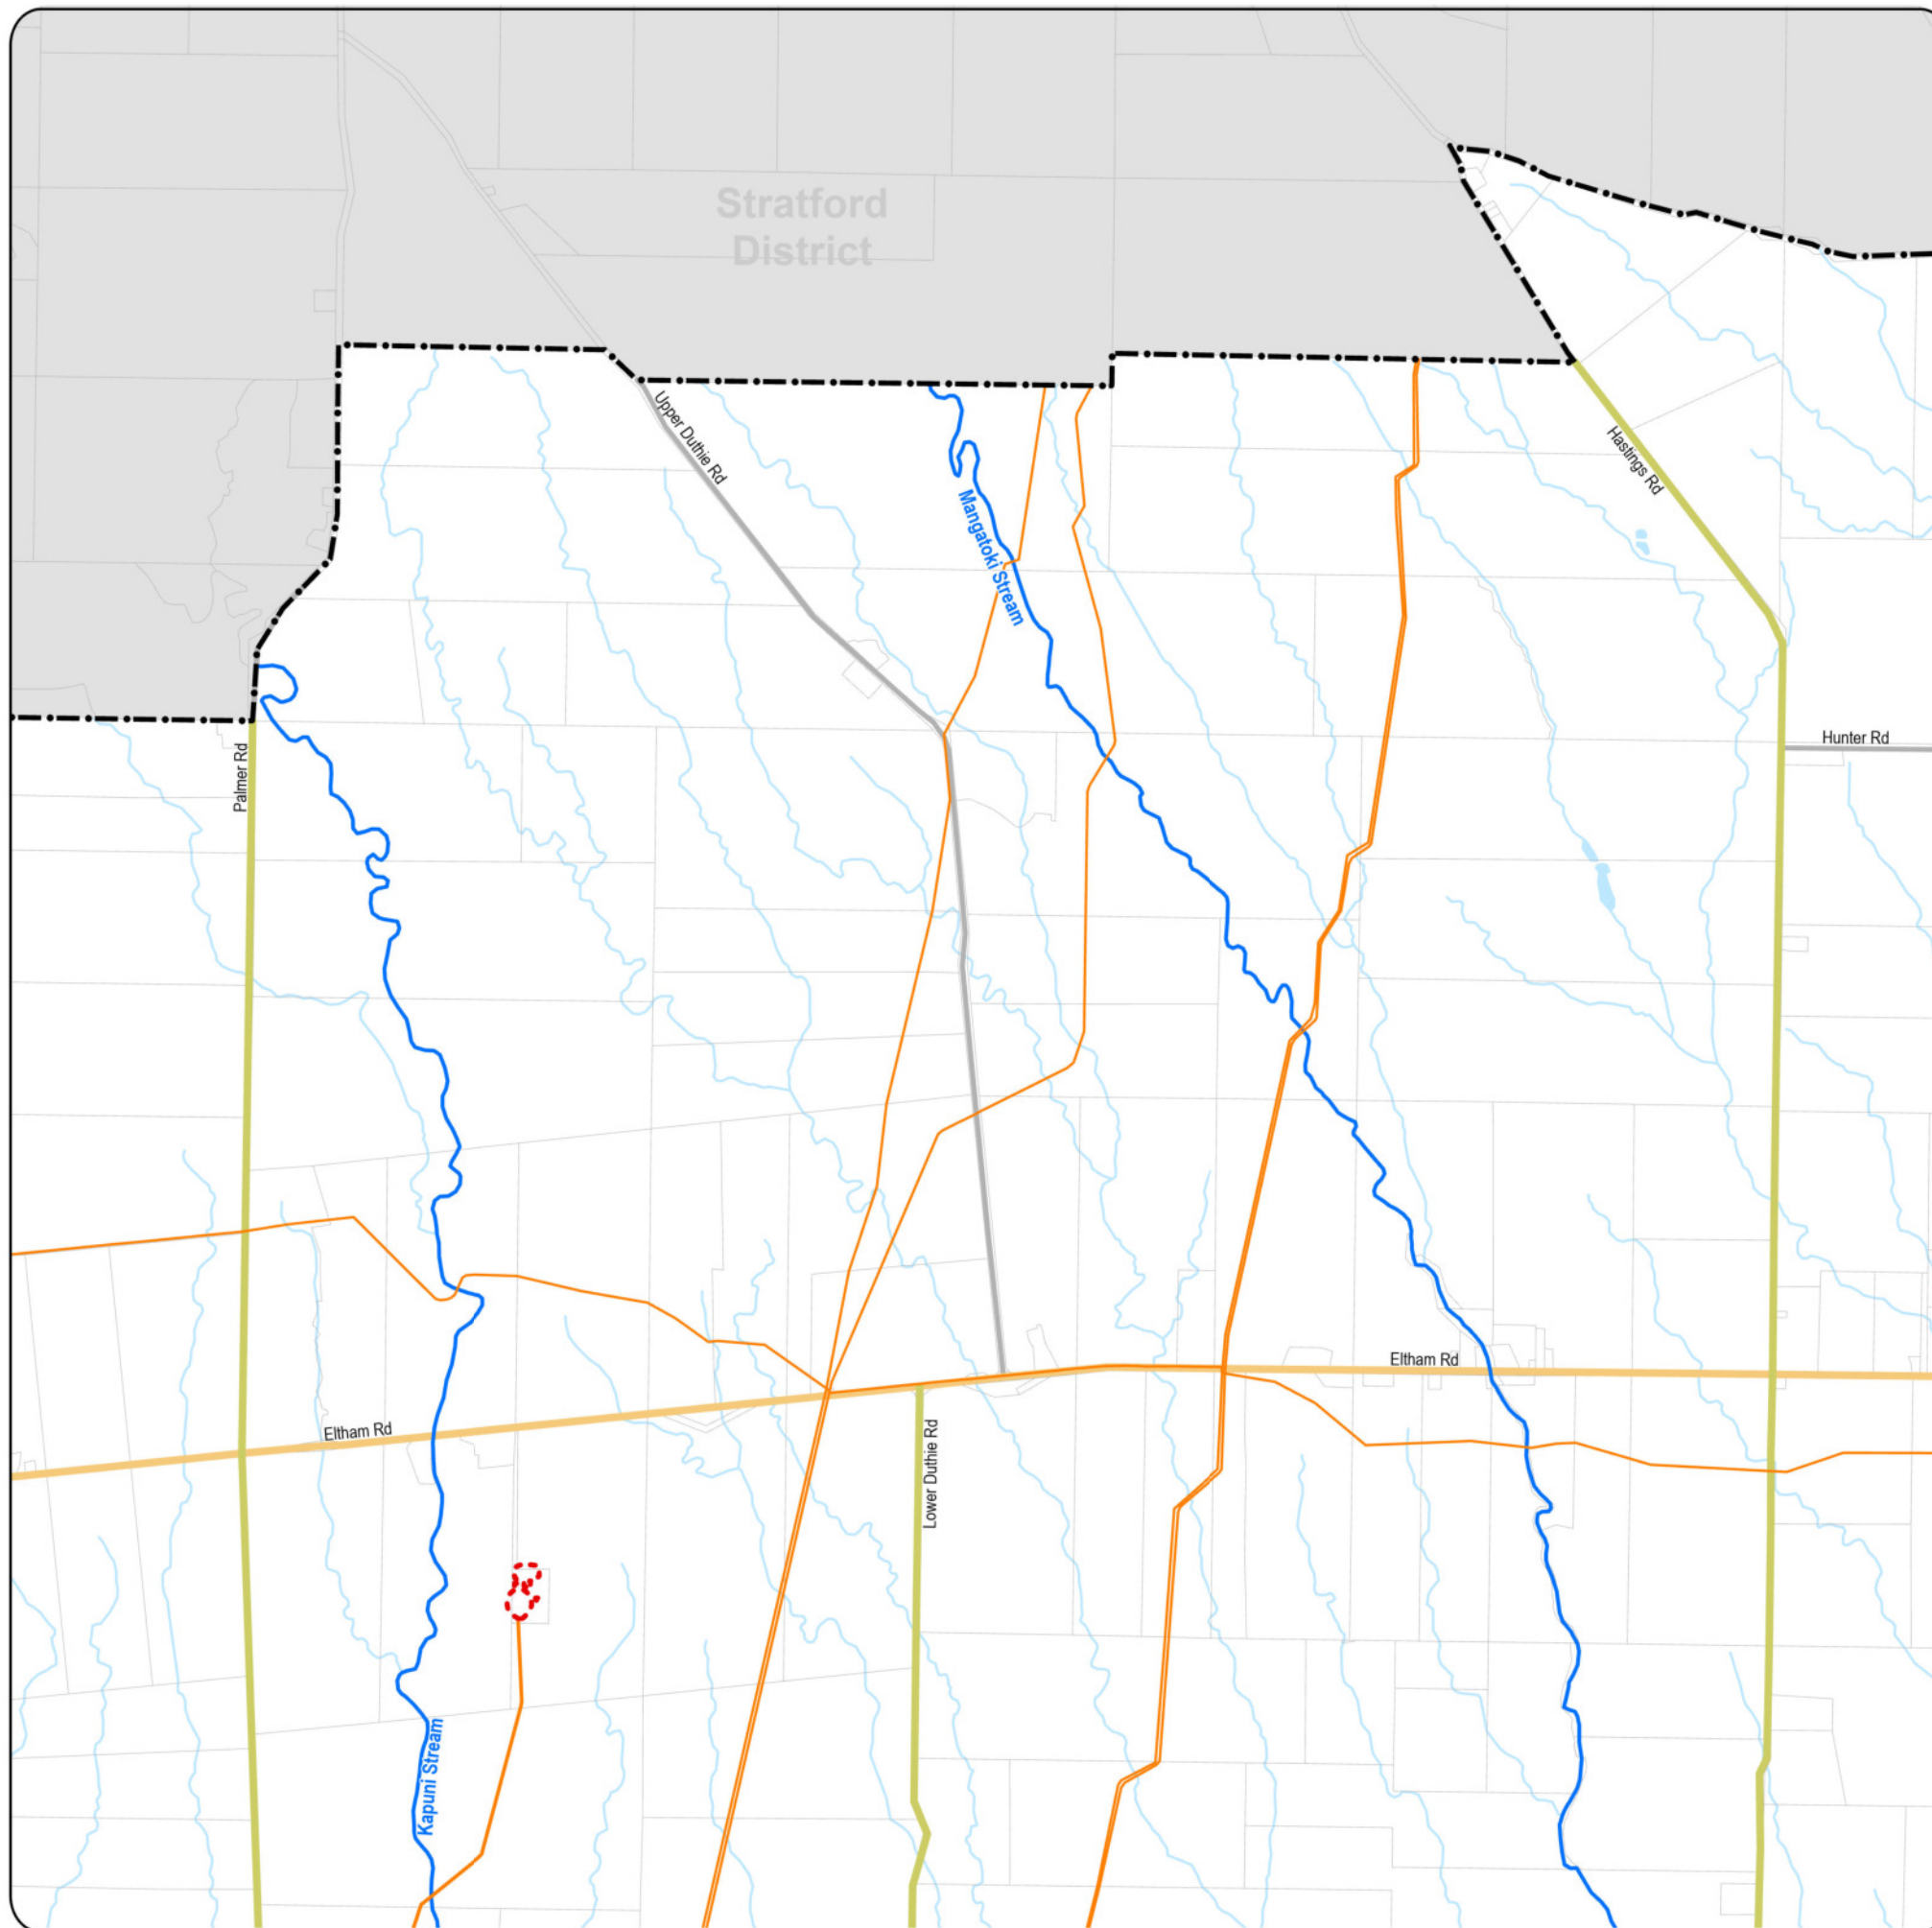 Stratford
District
Upper Duthie Rd
Hastings Rd
Mangatoki Stream
Palmer Rd
Hunter Rd
Eltham Rd
Eltham Rd
Lower Duthie Rd
Kapuni Stream